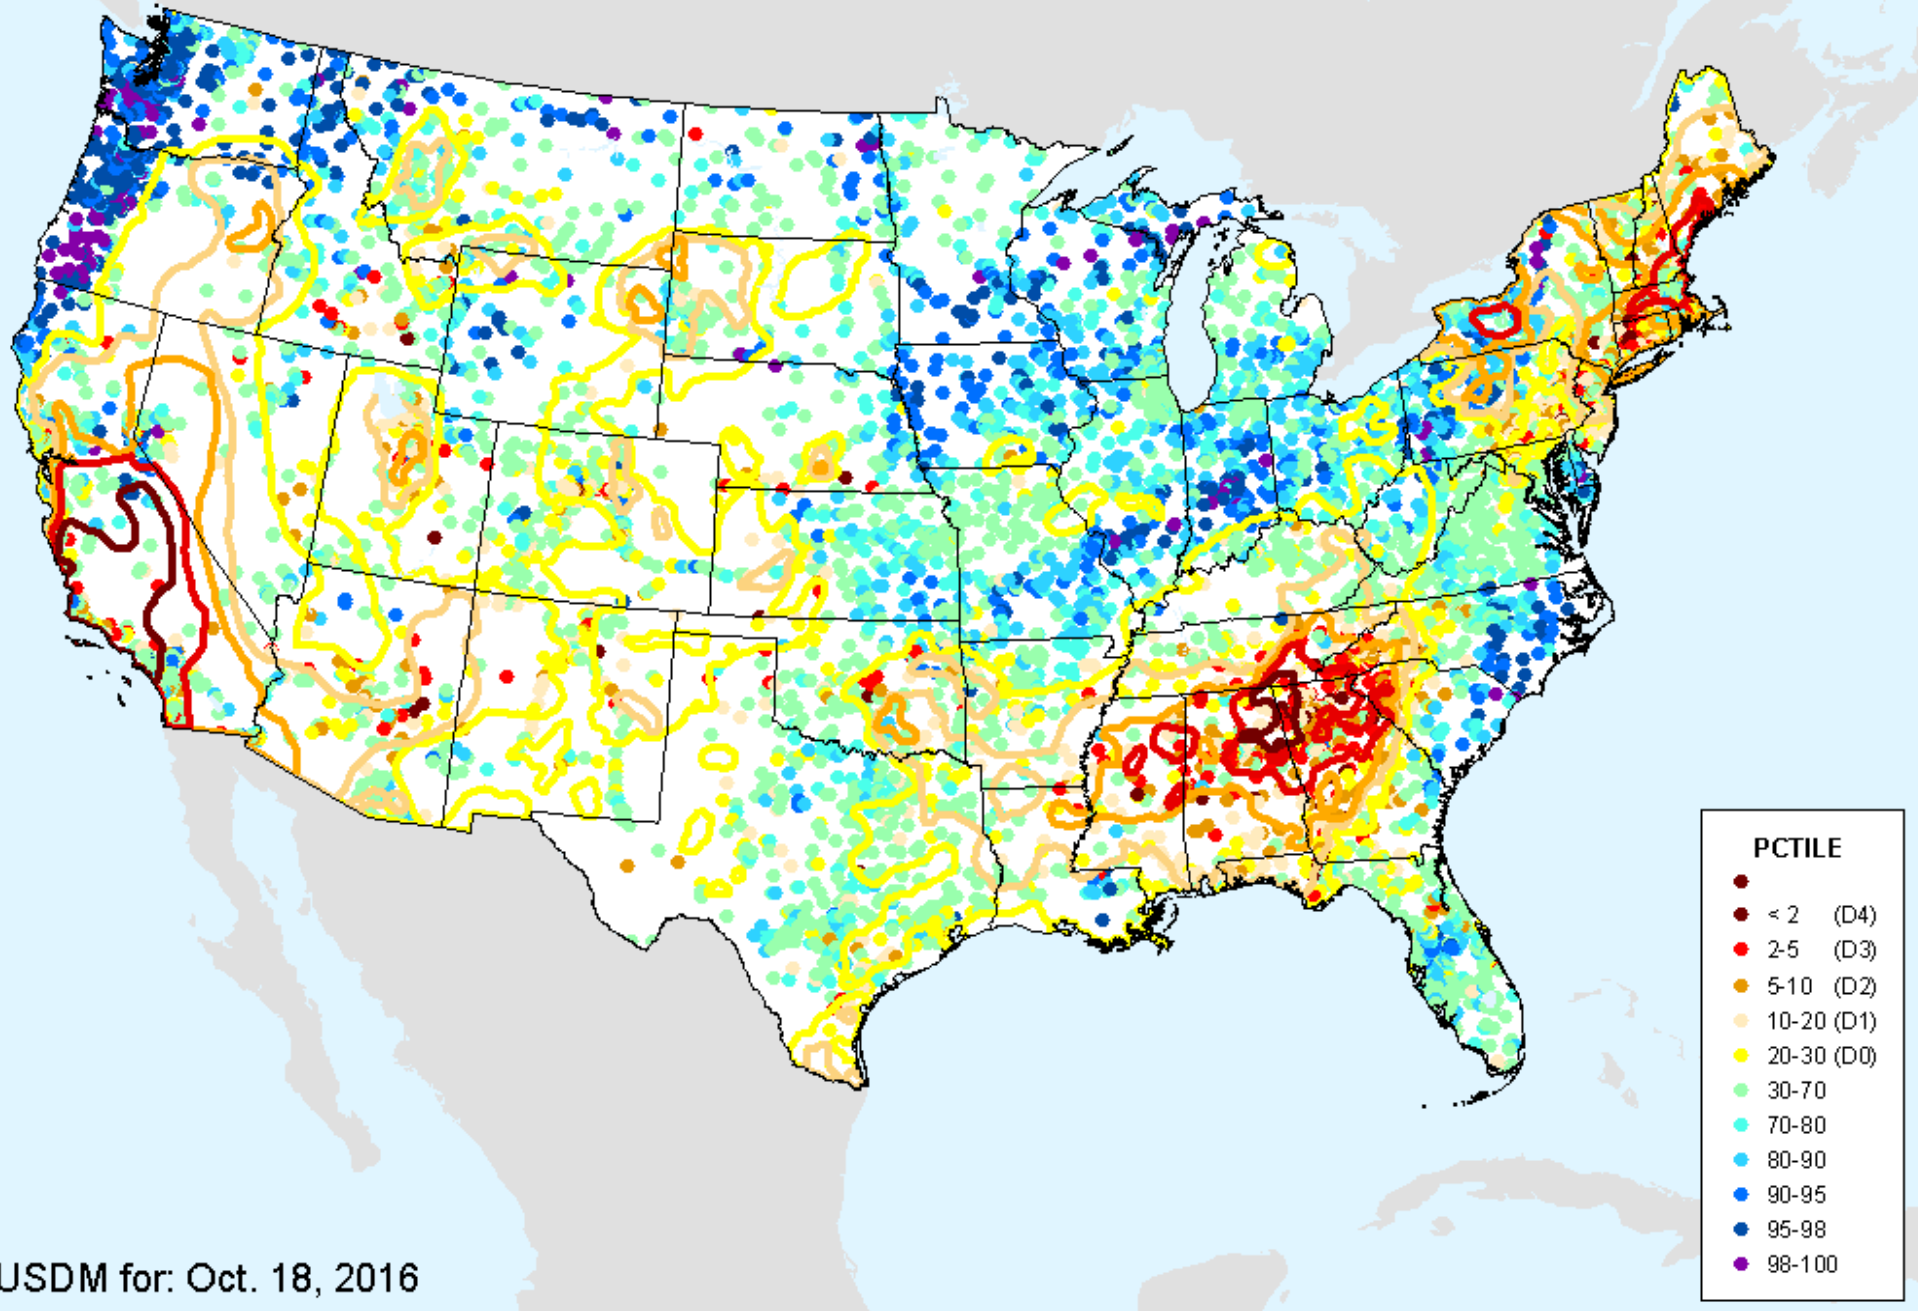 PCTILE
< 2 (D4)
2-5 (D3)
5-10 (D2)
10-20 (D1)
20-30 (D0)
30-70
70-80
80-90
90-95
95-98
98-100
USDM for: Oct. 18, 2016